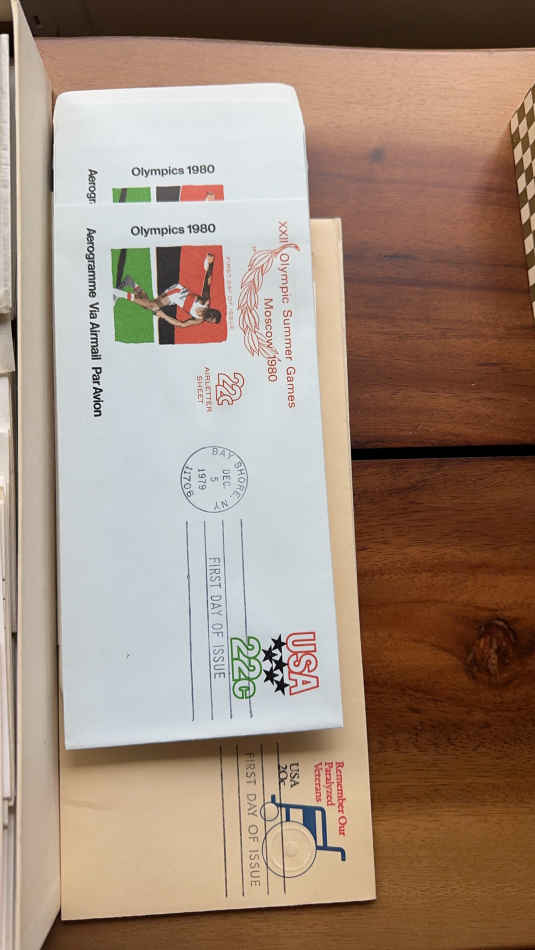 Olympics 1980
Aerogr
Olympics 1980
Aerogramme Via Airmail Par Avion
XXII Olympic Summer Games
Moscow 1980
FIRST DAY OF ISSUE
22c
AIRLETTER
SHEET
BAY SHORE, NY
DEC
5
1979
11706
FIRST DAY OF ISSUE
USA
22c
Remember Our
Paralyzed
Veterans
USA
20c
FIRST DAY OF ISSUE